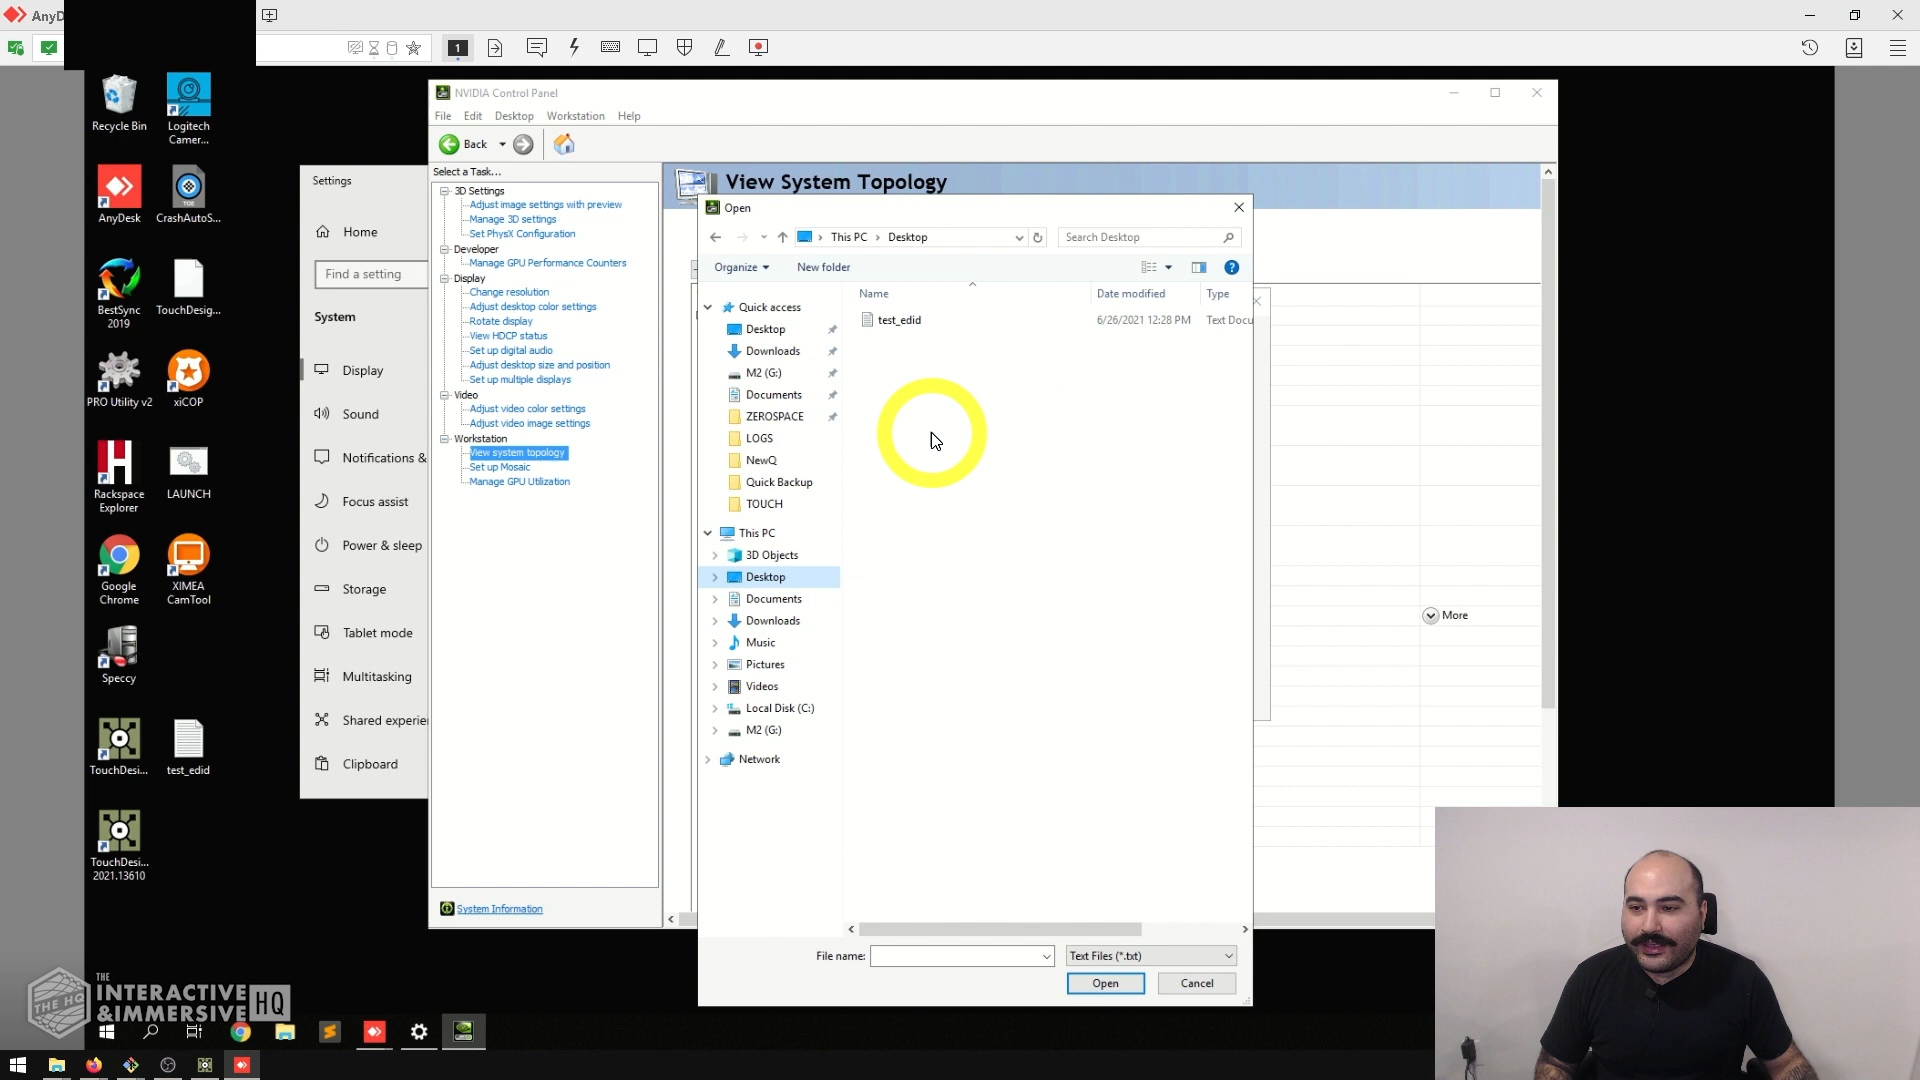 AnyD
1
Recycle Bin
Logitech
Camer...
AnyDesk
CrashAutoS...
BestSync
2019
TouchDesig...
PRO Utility v2
xiCOP
Rackspace
Explorer
LAUNCH
Google
Chrome
XIMEA
CamTool
Speccy
TouchDesi...
test_edid
TouchDesi...
2021.13610
Settings
Home
Find a setting
System
Display
Sound
Notifications &
Focus assist
Power & sleep
Storage
Tablet mode
Multitasking
Shared experie
Clipboard
NVIDIA Control Panel
File Edit Desktop Workstation Help
Back
Select a Task...
3D Settings
Adjust image settings with preview
Manage 3D settings
Set PhysX Configuration
Developer
Manage GPU Performance Counters
Display
Change resolution
Adjust desktop color settings
Rotate display
View HDCP status
Set up digital audio
Adjust desktop size and position
Set up multiple displays
Video
Adjust video color settings
Adjust video image settings
Workstation
View system topology
Set up Mosaic
Manage GPU Utilization
System Information
View System Topology
Open
This PC > Desktop
Search Desktop
Organize
New folder
Name
Date modified
Type
test_edid
6/26/2021 12:28 PM
Text Docu
Quick access
Desktop
Downloads
M2 (G:)
Documents
ZEROSPACE
LOGS
NewQ
Quick Backup
TOUCH
This PC
3D Objects
Desktop
Documents
Downloads
Music
Pictures
Videos
Local Disk (C:)
M2 (G:)
Network
File name:
Text Files (*.txt)
Open
Cancel
More
THE HQ
THE
INTERACTIVE
&IMMERSIVE
HQ